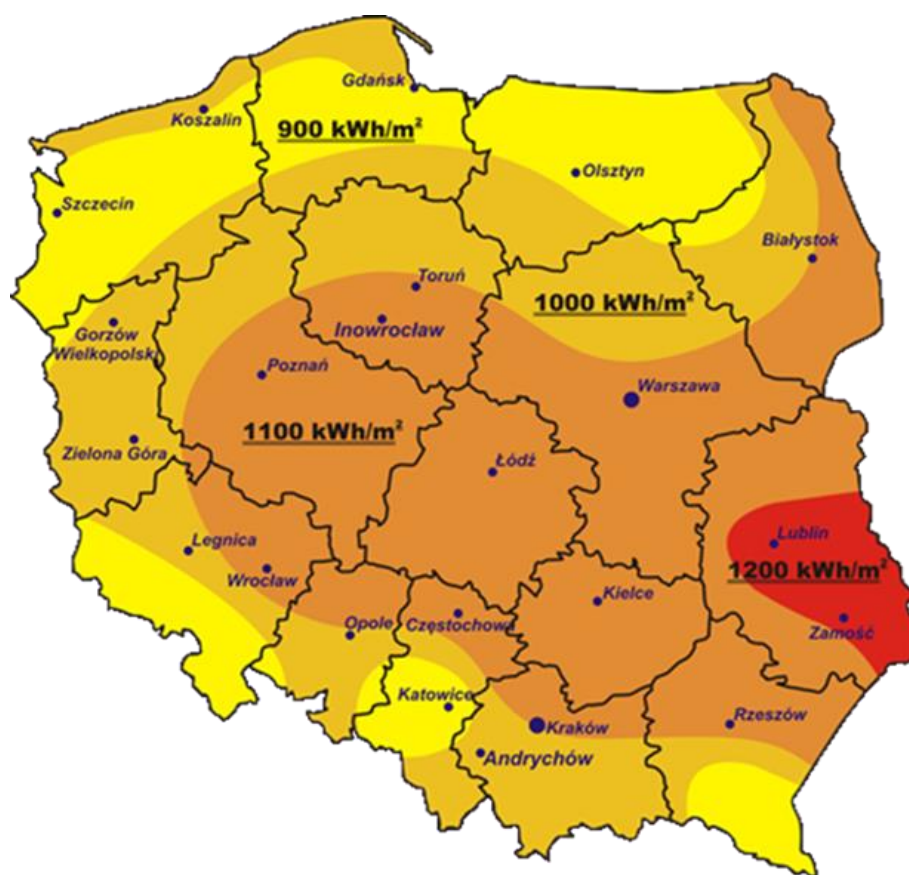 Gdańsk
Koszalin
900 kWh/m²
Olsztyn
Szczecin
Białystok
Toruń
1000 kWh/m²
Inowrocław
Gorzów
Wielkopolski
Poznań
Warszawa
1100 kWh/m²
Zielona Góra
Łódź
Lublin
Legnica
1200 kWh/m²
Wrocław
Kielce
Opole
Częstochowa
Zamość
Katowice
Kraków
Rzeszów
Andrychów